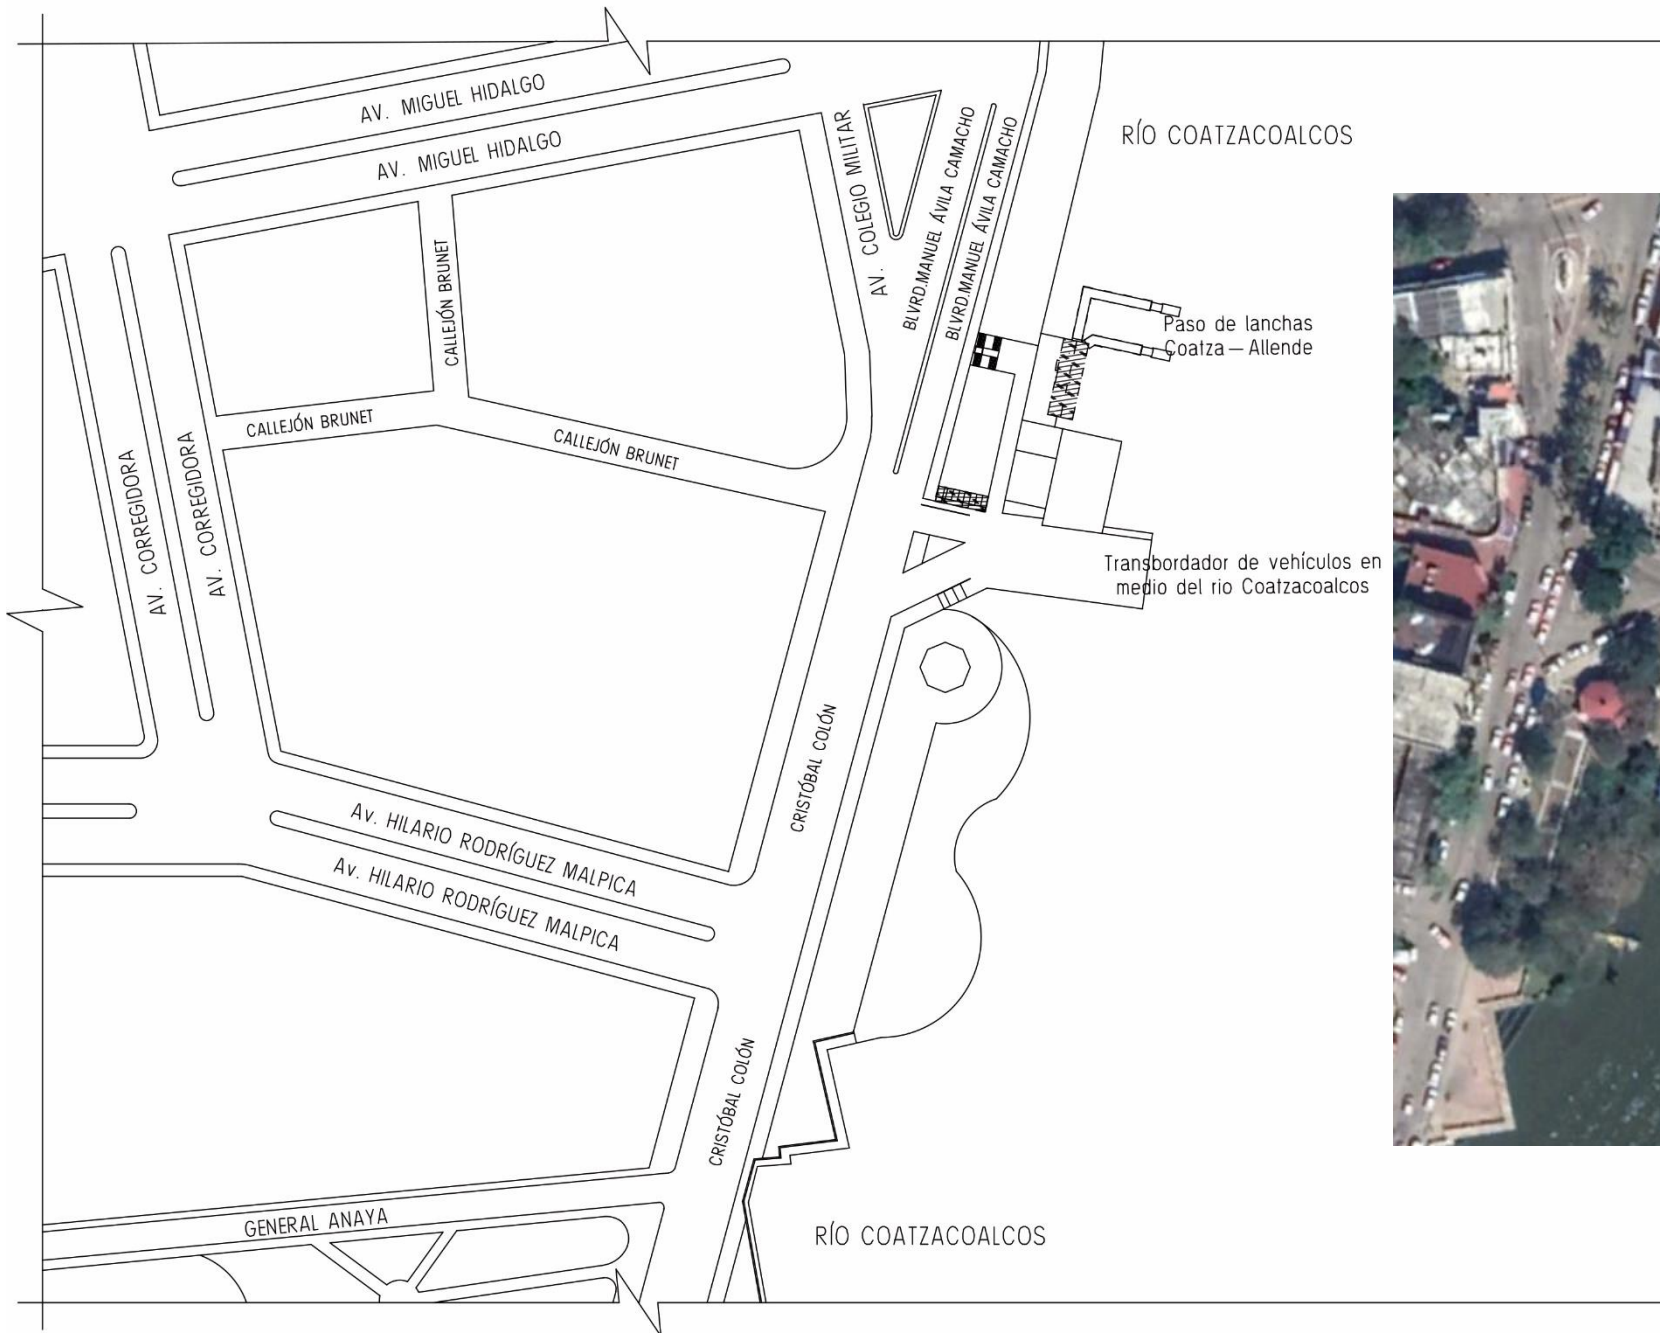 AV. MIGUEL HIDALGO
AV. MIGUEL HIDALGO
AV. COLEGIO MILITAR
BLVRD.MANUEL ÁVILA CAMACHO
BLVRD.MANUEL ÁVILA CAMACHO
RÍO COATZACOALCOS
CALLEJÓN BRUNET
Paso de lanchas
Coatza — Allende
CALLEJÓN BRUNET
CALLEJÓN BRUNET
AV. CORREGIDORA
AV. CORREGIDORA
Transbordador de vehículos en
medio del rio Coatzacoalcos
CRISTÓBAL COLÓN
Av. HILARIO RODRÍGUEZ MALPICA
Av. HILARIO RODRÍGUEZ MALPICA
CRISTÓBAL COLÓN
GENERAL ANAYA
RÍO COATZACOALCOS